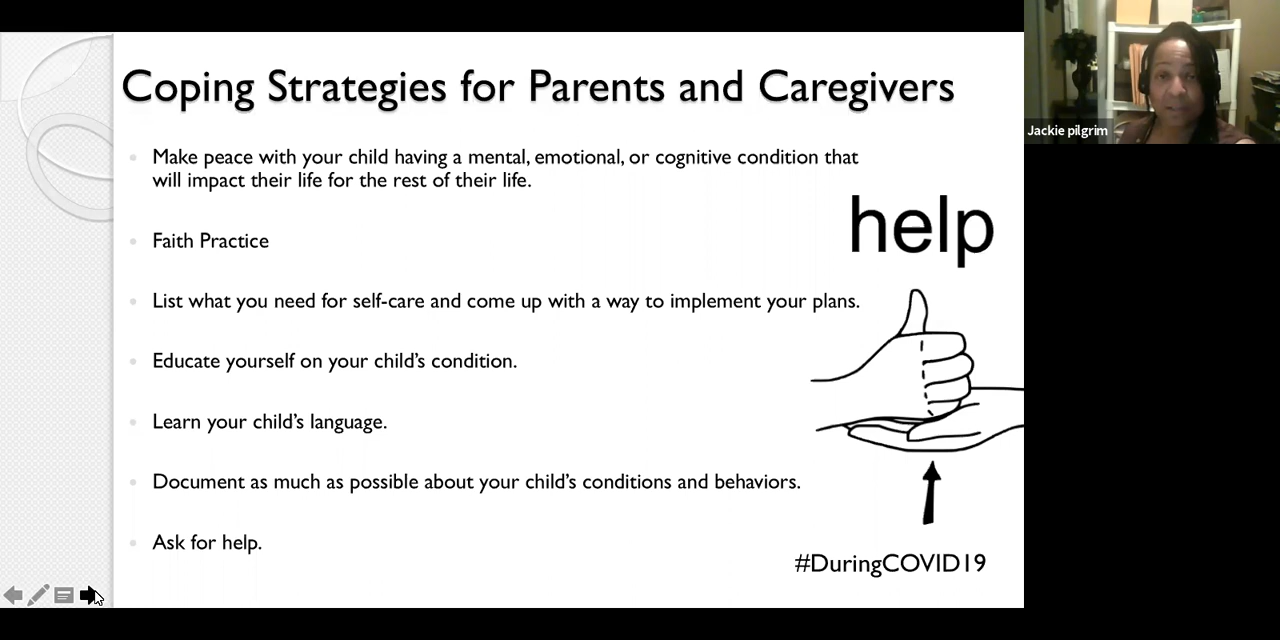 Coping Strategies for Parents and Caregivers
Make peace with your child having a mental, emotional, or cognitive condition that
will impact their life for the rest of their life.
Faith Practice
List what you need for self-care and come up with a way to implement your plans.
Educate yourself on your child's condition.
Learn your child's language.
Document as much as possible about your child's conditions and behaviors.
Ask for help.
help
#DuringCOVID19
Jackie pilgrim